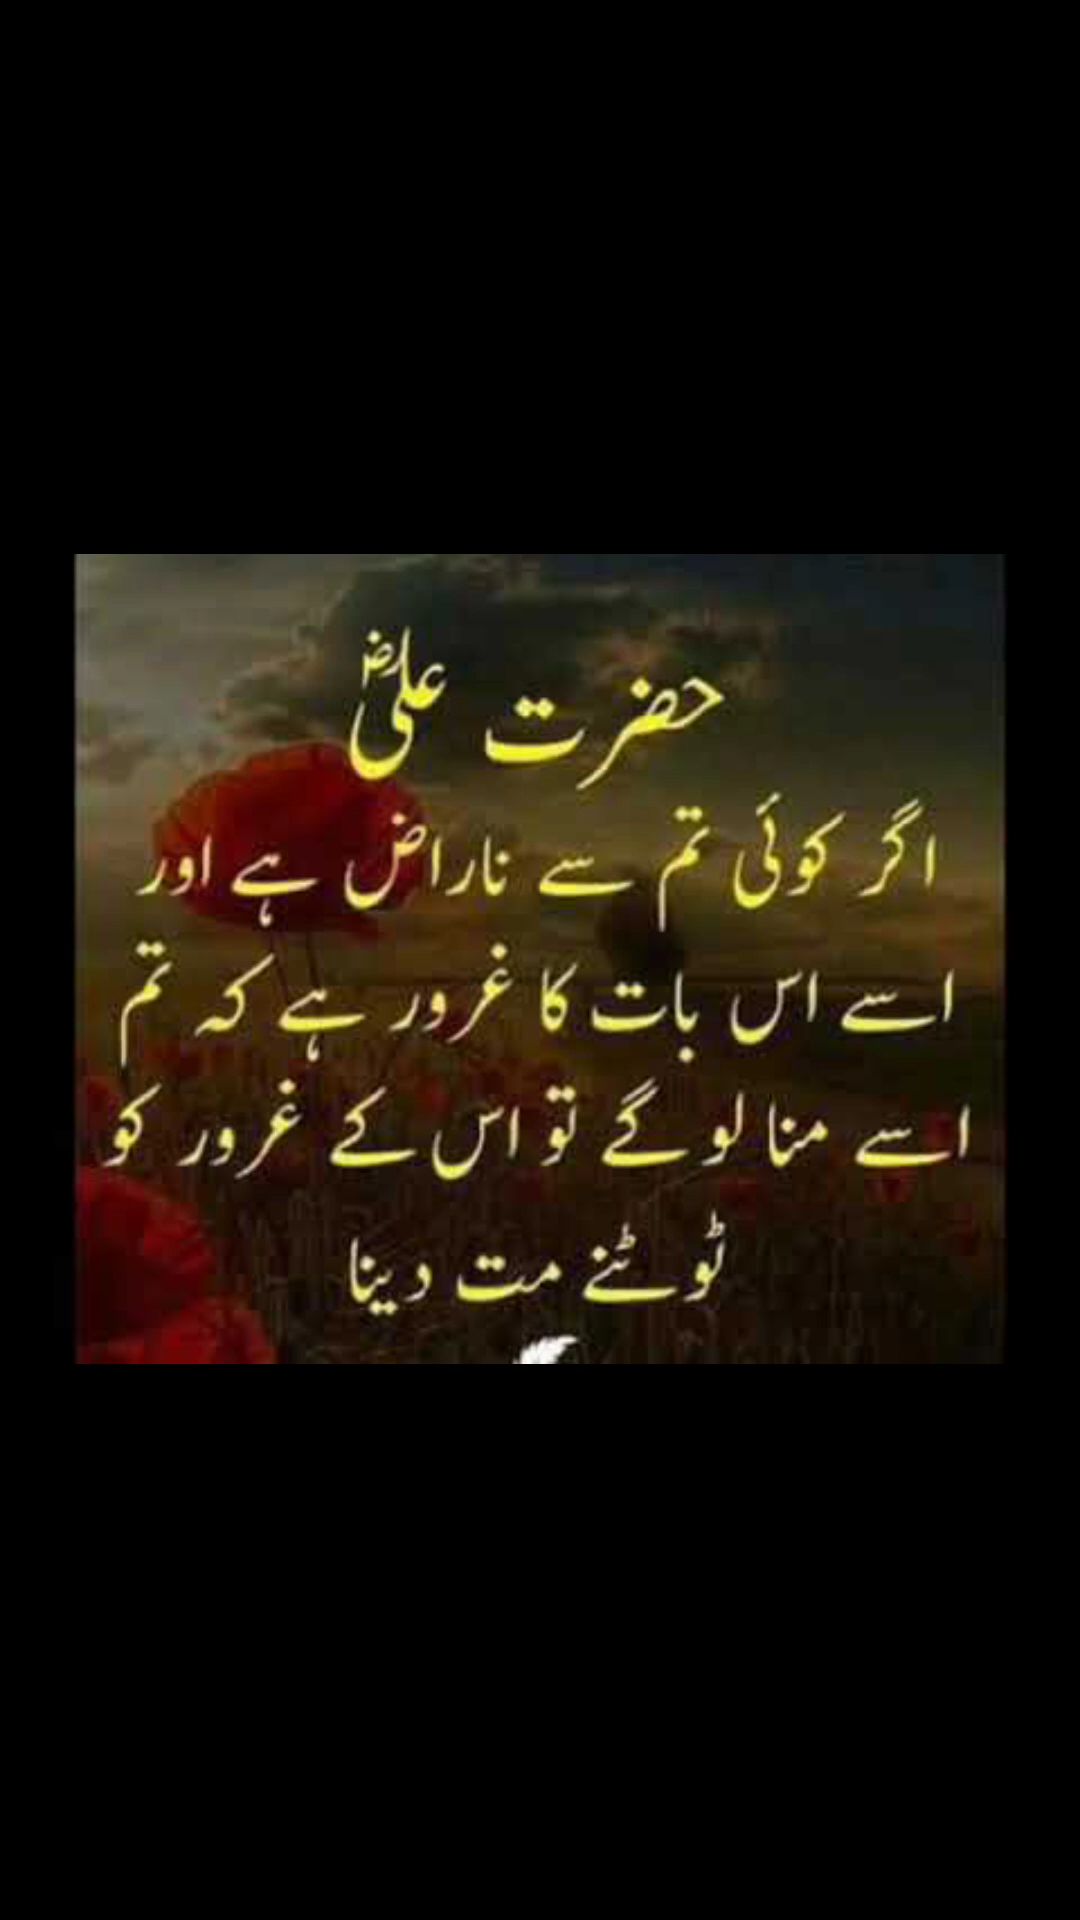 حضرت علیؓ
اگر کوئی تم سے ناراض ہے اور
اسے اس بات کا غرور ہے کہ تم
اسے منا لو گے تو اس کے غرور کو
ٹوٹنے مت دینا